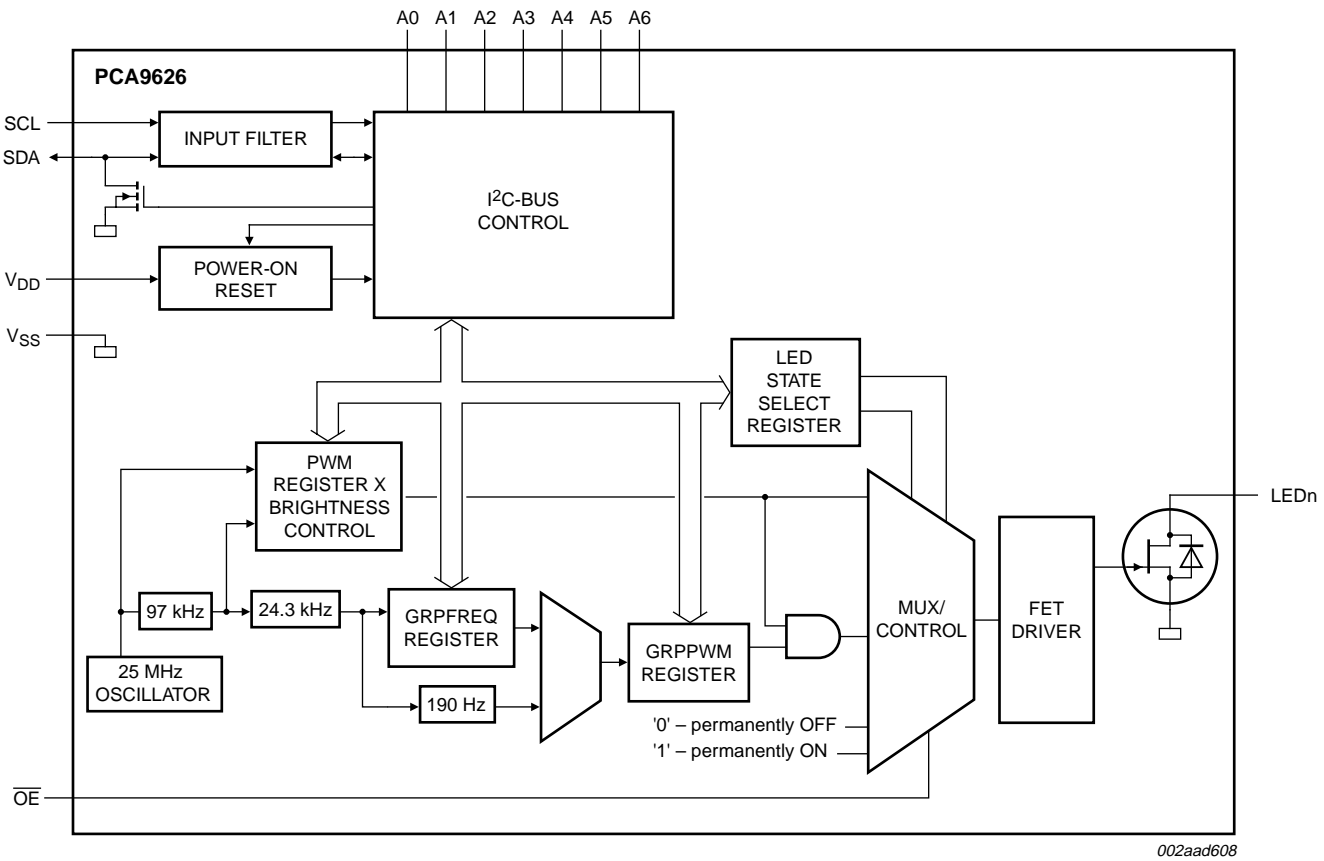 A0 A1 A2 A3 A4 A5 A6
PCA9626
SCL
INPUT FILTER
SDA
I²C-BUS
CONTROL
POWER-ON
RESET
VDD
VSS
LED
STATE
SELECT
REGISTER
PWM
REGISTER X
BRIGHTNESS
CONTROL
LEDn
97 kHz
24.3 kHz
GRPFREQ
REGISTER
MUX/
CONTROL
FET
DRIVER
GRPPWM
REGISTER
25 MHz
OSCILLATOR
190 Hz
'0' – permanently OFF
'1' – permanently ON
O̅E̅
002aad608